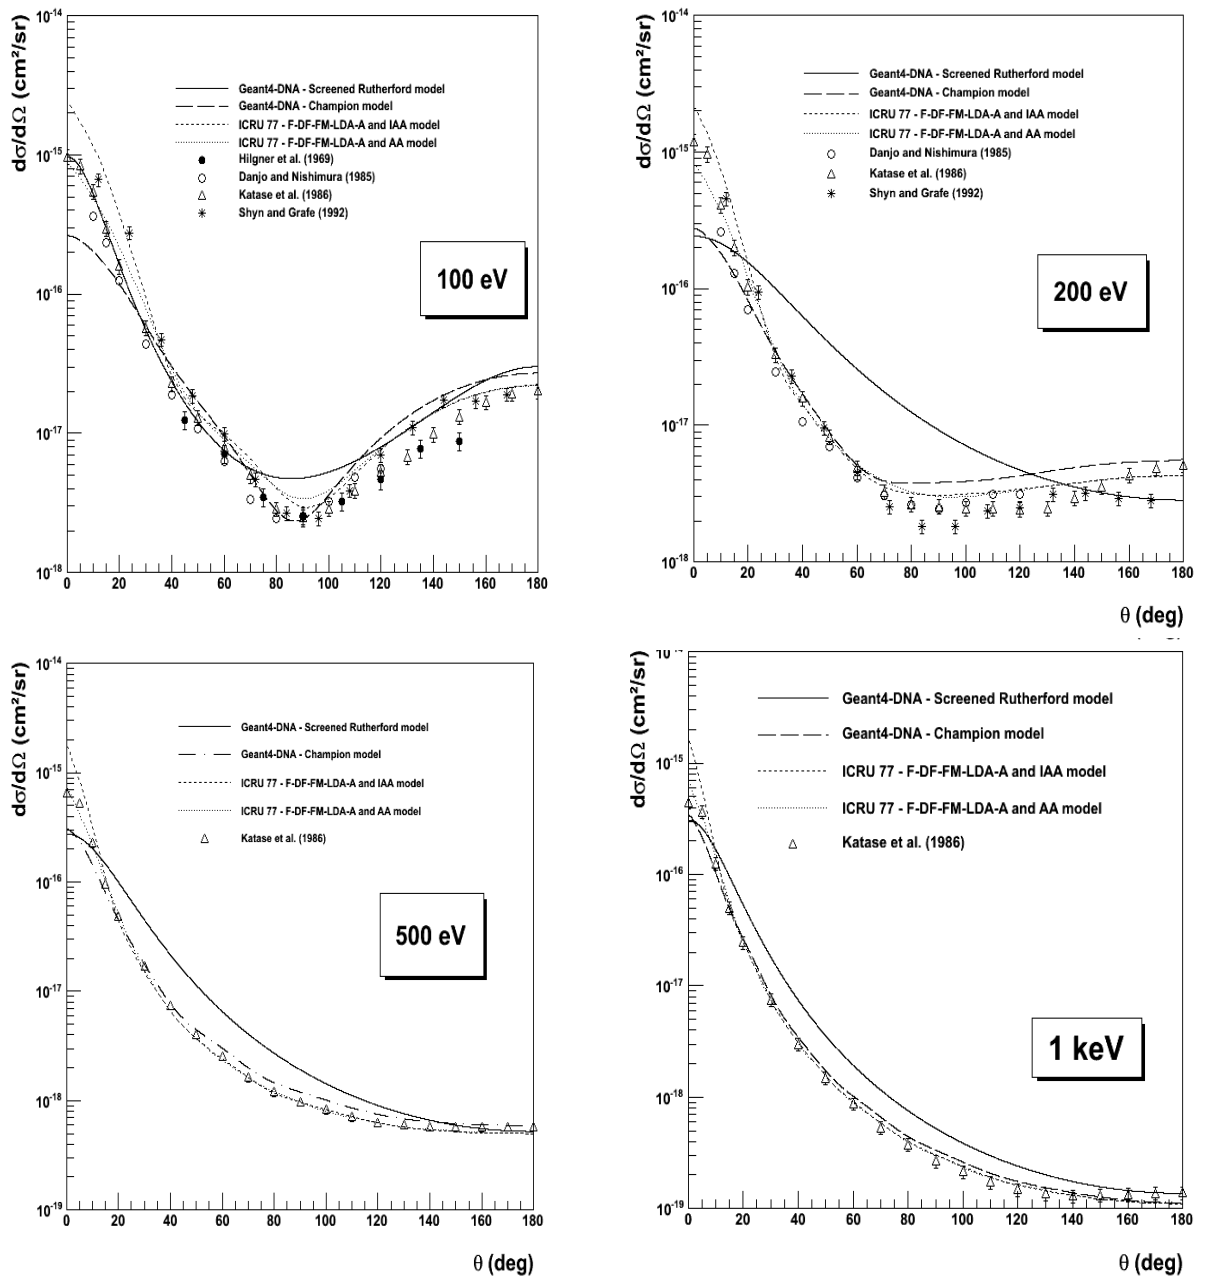 dσ/dΩ (cm²/sr)
10⁻¹⁴
10⁻¹⁵
10⁻¹⁶
10⁻¹⁷
10⁻¹⁸
Geant4-DNA - Screened Rutherford model
Geant4-DNA - Champion model
ICRU 77 - F-DF-FM-LDA-A and IAA model
ICRU 77 - F-DF-FM-LDA-A and AA model
Hilgner et al. (1969)
Danjo and Nishimura (1985)
Katase et al. (1986)
Shyn and Grafe (1992)
100 eV
0 20 40 60 80 100 120 140 160 180
dσ/dΩ (cm²/sr)
10⁻¹⁴
10⁻¹⁵
10⁻¹⁶
10⁻¹⁷
10⁻¹⁸
Geant4-DNA - Screened Rutherford model
Geant4-DNA - Champion model
ICRU 77 - F-DF-FM-LDA-A and IAA model
ICRU 77 - F-DF-FM-LDA-A and AA model
Danjo and Nishimura (1985)
Katase et al. (1986)
Shyn and Grafe (1992)
200 eV
0 20 40 60 80 100 120 140 160 180
θ (deg)
dσ/dΩ (cm²/sr)
10⁻¹⁴
10⁻¹⁵
10⁻¹⁶
10⁻¹⁷
10⁻¹⁸
10⁻¹⁹
Geant4-DNA - Screened Rutherford model
Geant4-DNA - Champion model
ICRU 77 - F-DF-FM-LDA-A and IAA model
ICRU 77 - F-DF-FM-LDA-A and AA model
Katase et al. (1986)
500 eV
0 20 40 60 80 100 120 140 160 180
θ (deg)
dσ/dΩ (cm²/sr)
10⁻¹⁵
10⁻¹⁶
10⁻¹⁷
10⁻¹⁸
10⁻¹⁹
Geant4-DNA - Screened Rutherford model
Geant4-DNA - Champion model
ICRU 77 - F-DF-FM-LDA-A and IAA model
ICRU 77 - F-DF-FM-LDA-A and AA model
Katase et al. (1986)
1 keV
0 20 40 60 80 100 120 140 160 180
θ (deg)